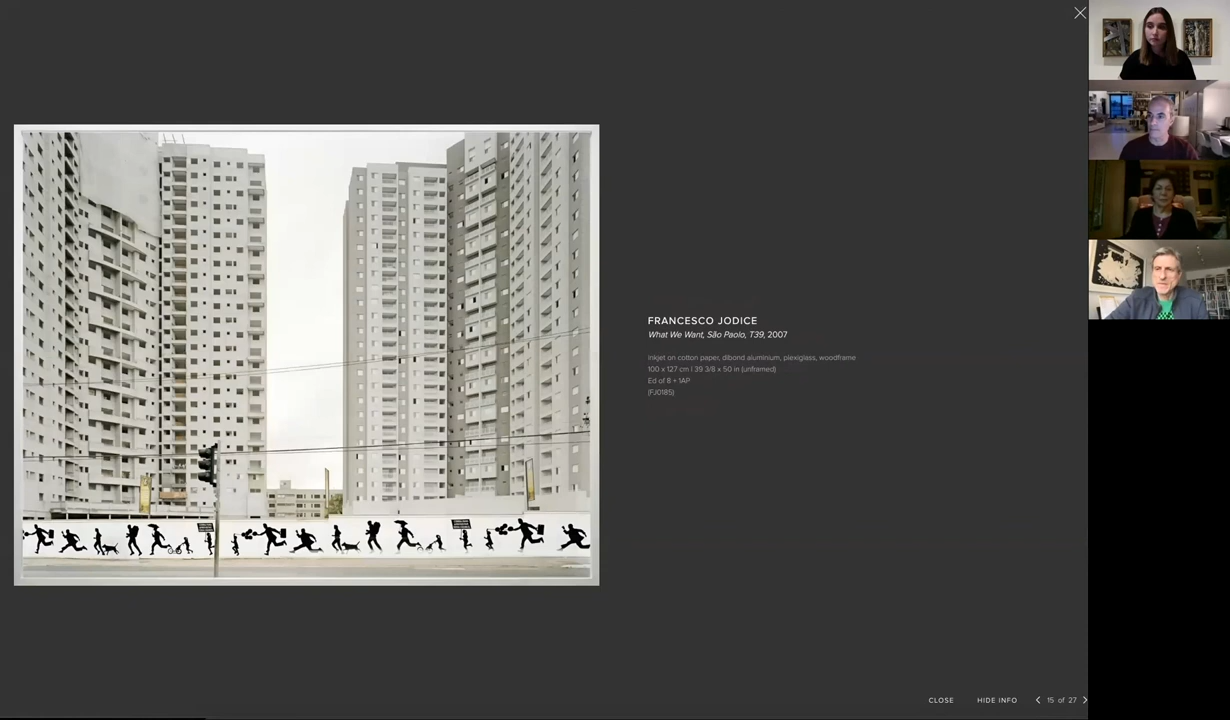 FRANCESCO JODICE
What We Want, São Paolo, T39, 2007
inkjet on cotton paper, dibond aluminium, plexiglass, woodframe
100 x 127 cm | 39 3/8 x 50 in (unframed)
Ed of 8 + 1AP
(FJ0185)
CLOSE HIDE INFO 15 of 27